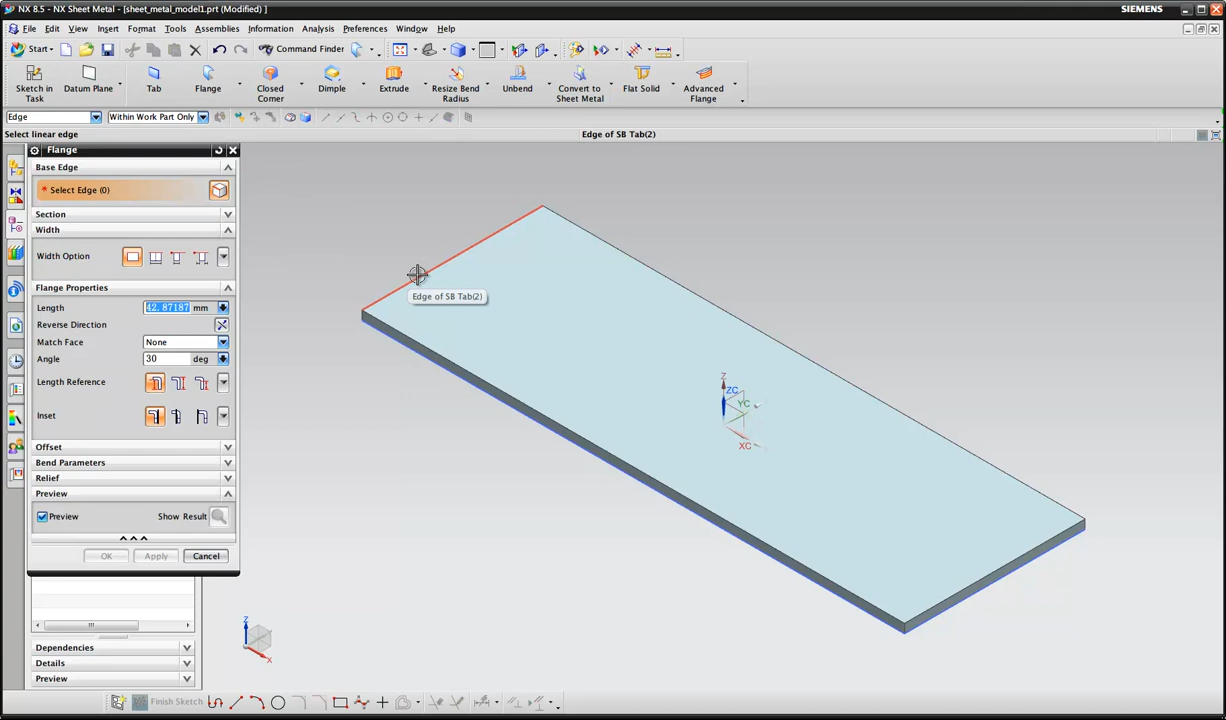 NX 8.5 - NX Sheet Metal - [sheet_metal_model1.prt (Modified) ]
SIEMENS
File Edit View Insert Format Tools Assemblies Information Analysis Preferences Window Help
Start
Command Finder
Sketch in Task
Datum Plane
Tab
Flange
Closed Corner
Dimple
Extrude
Resize Bend Radius
Unbend
Convert to Sheet Metal
Flat Solid
Advanced Flange
Edge
Within Work Part Only
Select linear edge
Edge of SB Tab(2)
Flange
Base Edge
* Select Edge (0)
Section
Width
Width Option
Flange Properties
Length 42.87187 mm
Reverse Direction
Match Face None
Angle 30 deg
Length Reference
Inset
Offset
Bend Parameters
Relief
Preview
Preview Show Result
OK Apply Cancel
Edge of SB Tab(2)
Z
ZC
YC
XC
Z
X
Dependencies
Details
Preview
Finish Sketch